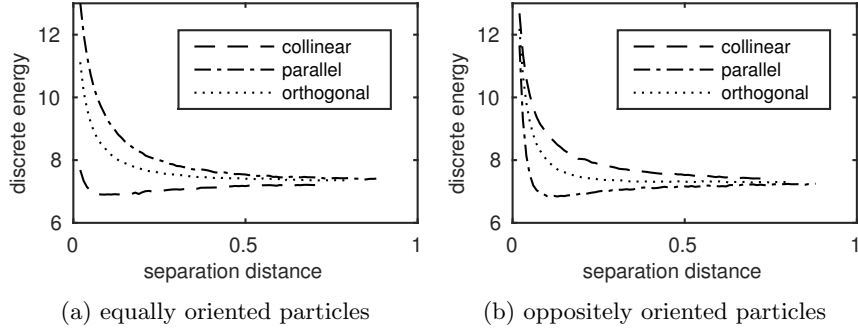 12
10
8
6
0
0.5
1
discrete energy
separation distance
collinear
parallel
orthogonal
(a) equally oriented particles
12
10
8
6
0
0.5
1
discrete energy
separation distance
collinear
parallel
orthogonal
(b) oppositely oriented particles